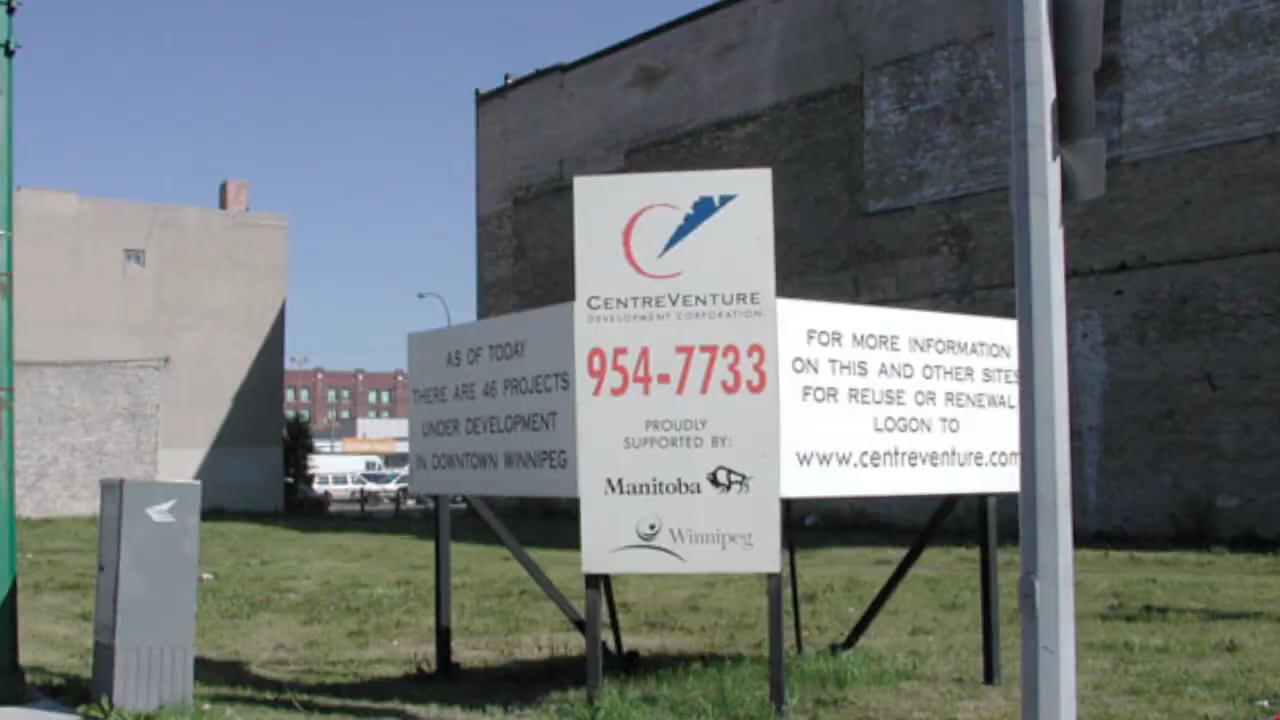 AS OF TODAY
THERE ARE 46 PROJECTS
UNDER DEVELOPMENT
IN DOWNTOWN WINNIPEG
CENTREVENTURE
DEVELOPMENT CORPORATION
954-7733
PROUDLY
SUPPORTED BY:
Manitoba
Winnipeg
FOR MORE INFORMATION
ON THIS AND OTHER SITES
FOR REUSE OR RENEWAL
LOGON TO
www.centreventure.com